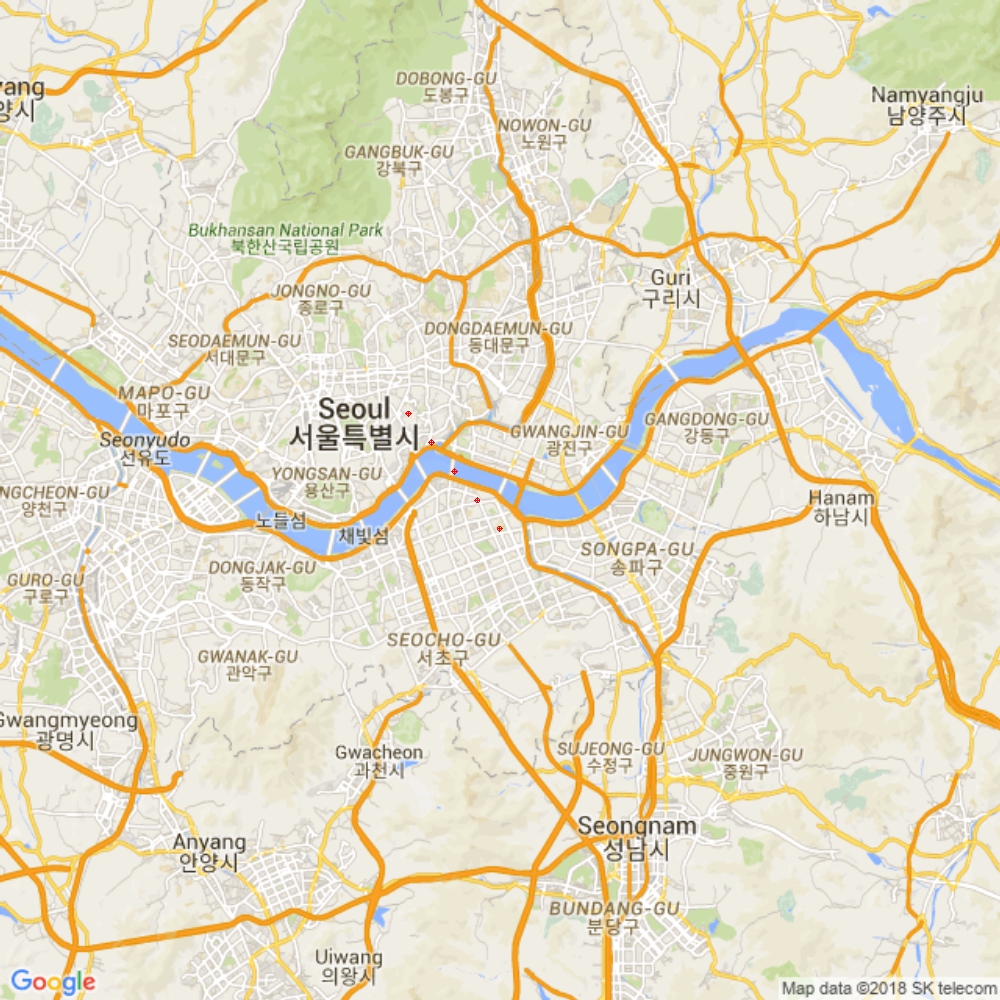 DOBONG-GU
도봉구
yang
양시
Namyangju
남양주시
NOWON-GU
노원구
GANGBUK-GU
강북구
Bukhansan National Park
북한산국립공원
Guri
구리시
JONGNO-GU
종로구
DONGDAEMUN-GU
동대문구
SEODAEMUN-GU
서대문구
MAPO-GU
마포구
Seoul
서울특별시
GWANGJIN-GU
광진구
GANGDONG-GU
강동구
Seonyudo
선유도
YONGSAN-GU
용산구
NGCHEON-GU
양천구
Hanam
하남시
노들섬
채빛섬
SONGPA-GU
송파구
DONGJAK-GU
동작구
GURO-GU
구로구
SEOCHO-GU
서초구
GWANAK-GU
관악구
Gwangmyeong
광명시
Gwacheon
과천시
SUJEONG-GU
수정구
JUNGWON-GU
중원구
Seongnam
성남시
Anyang
안양시
BUNDANG-GU
분당구
Uiwang
의왕시
Google
Map data ©2018 SK telecom